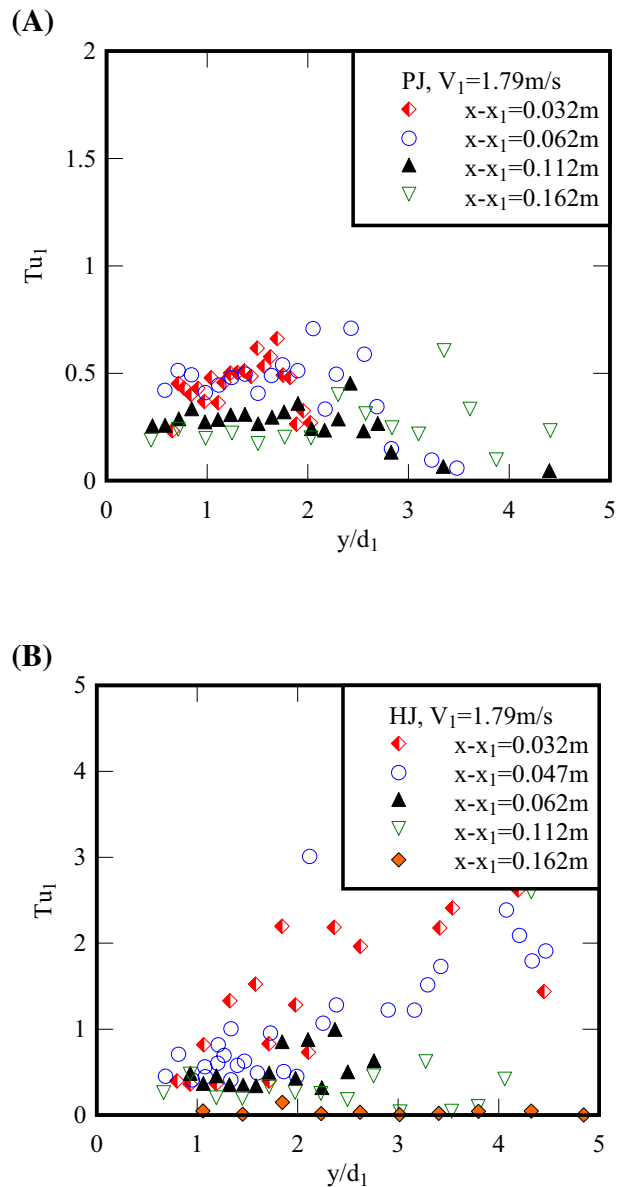 (A)
2
1.5
1
0.5
0
Tu₁
PJ, V₁=1.79m/s
x-x₁=0.032m
x-x₁=0.062m
x-x₁=0.112m
x-x₁=0.162m
0 1 2 3 4 5
y/d₁
(B)
5
4
3
2
1
0
Tu₁
HJ, V₁=1.79m/s
x-x₁=0.032m
x-x₁=0.047m
x-x₁=0.062m
x-x₁=0.112m
x-x₁=0.162m
0 1 2 3 4 5
y/d₁